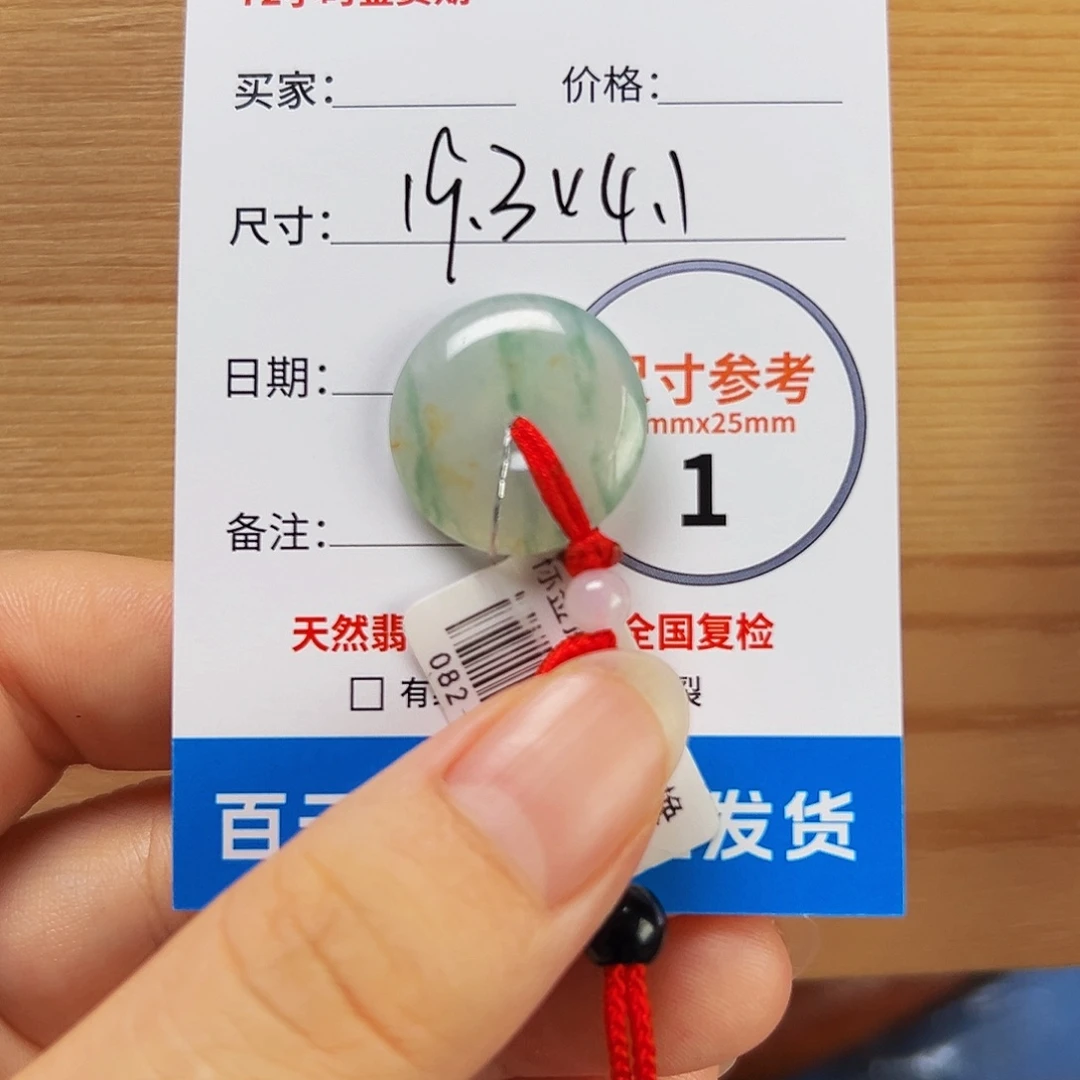 买家： 价格：
尺寸：19.3x4.1
日期：
寸参考
mmx25mm
1
备注：
天然翡 全国复检
□ 有 裂
082
百 发货